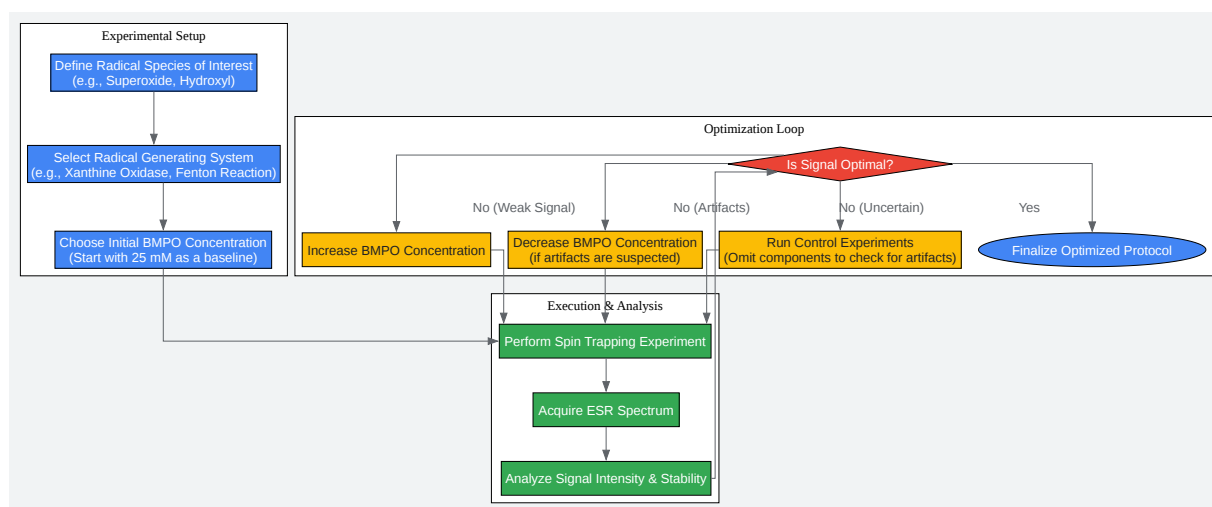 Experimental Setup
Define Radical Species of Interest
(e.g., Superoxide, Hydroxyl)
Select Radical Generating System
(e.g., Xanthine Oxidase, Fenton Reaction)
Choose Initial BMPO Concentration
(Start with 25 mM as a baseline)
Optimization Loop
Is Signal Optimal?
No (Weak Signal)
No (Artifacts)
No (Uncertain)
Yes
Increase BMPO Concentration
Decrease BMPO Concentration
(if artifacts are suspected)
Run Control Experiments
(Omit components to check for artifacts)
Finalize Optimized Protocol
Execution & Analysis
Perform Spin Trapping Experiment
Acquire ESR Spectrum
Analyze Signal Intensity & Stability